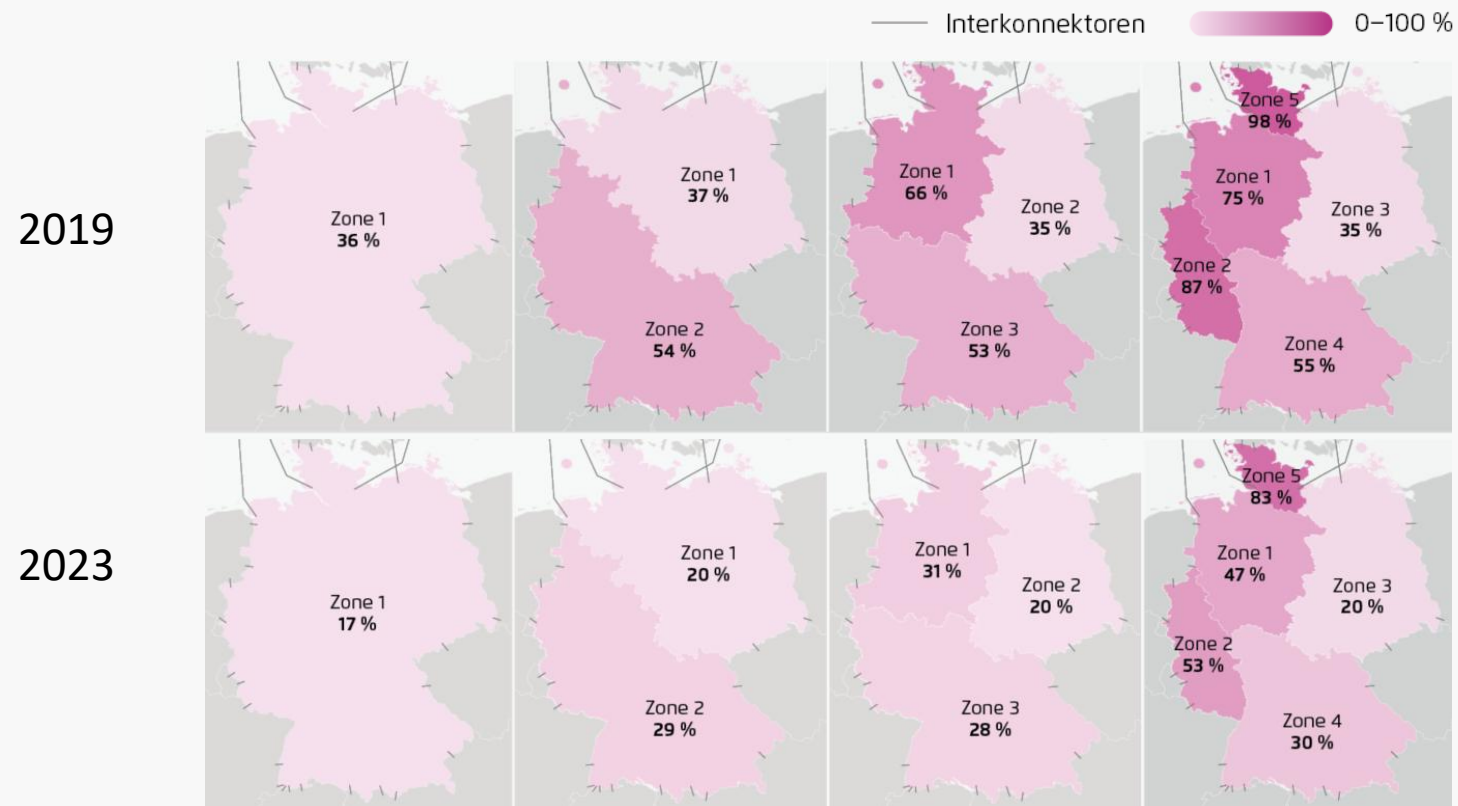 Interkonnektoren
0–100 %
2019
Zone 1
36 %
Zone 1
37 %
Zone 2
54 %
Zone 1
66 %
Zone 2
35 %
Zone 3
53 %
Zone 5
98 %
Zone 1
75 %
Zone 3
35 %
Zone 2
87 %
Zone 4
55 %
2023
Zone 1
17 %
Zone 1
20 %
Zone 2
29 %
Zone 1
31 %
Zone 2
20 %
Zone 3
28 %
Zone 5
83 %
Zone 1
47 %
Zone 3
20 %
Zone 2
53 %
Zone 4
30 %